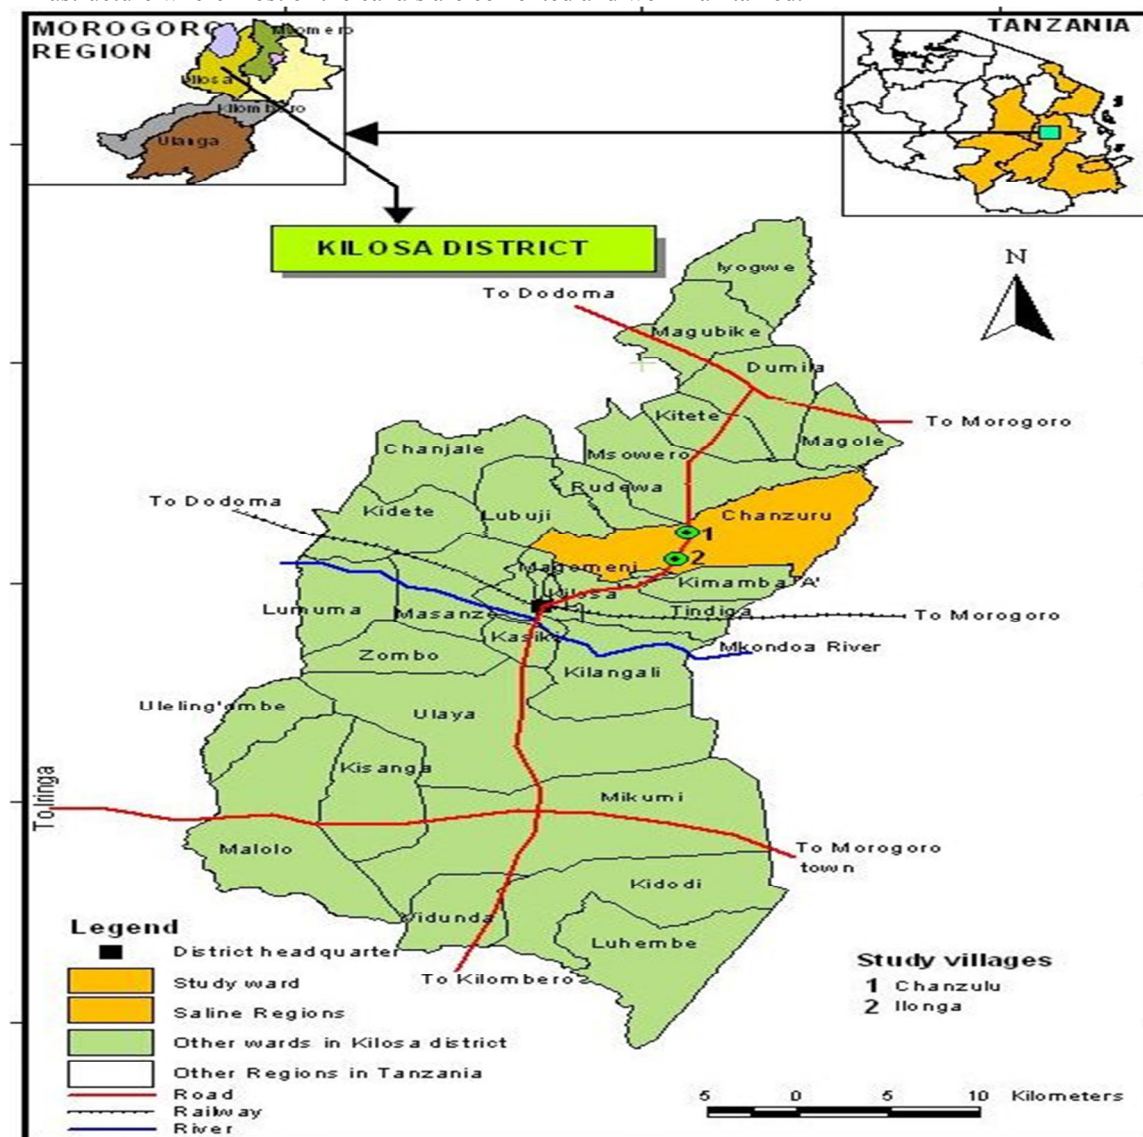 MOROGORO
REGION
Mvomero
Kilosa
Kilombero
Ulanga
TANZANIA
KILOSA DISTRICT
N
Iyogwe
To Dodoma
Magubike
Dumila
Kitete
To Morogoro
Magole
Chanjale
Msowero
Rudewa
To Dodoma
Kidete
Lubuji
Chanzuru
1
2
Magomeni
Kimamba 'A'
Kilosa
Lumuma
Masanze
Tindiga
To Morogoro
Kasiki
Mkondoa River
Zombo
Kilangali
Uleling'ombe
Ulaya
Kisanga
Mikumi
To Iringa
Malolo
To Morogoro
town
Kidodi
Vidunda
Luhembe
To Kilombero
Legend
District headquarter
Study ward
Saline Regions
Other wards in Kilosa district
Other Regions in Tanzania
Road
Railway
River
Study villages
1 Chanzulu
2 Ilonga
5 0 5 10 Kilometers